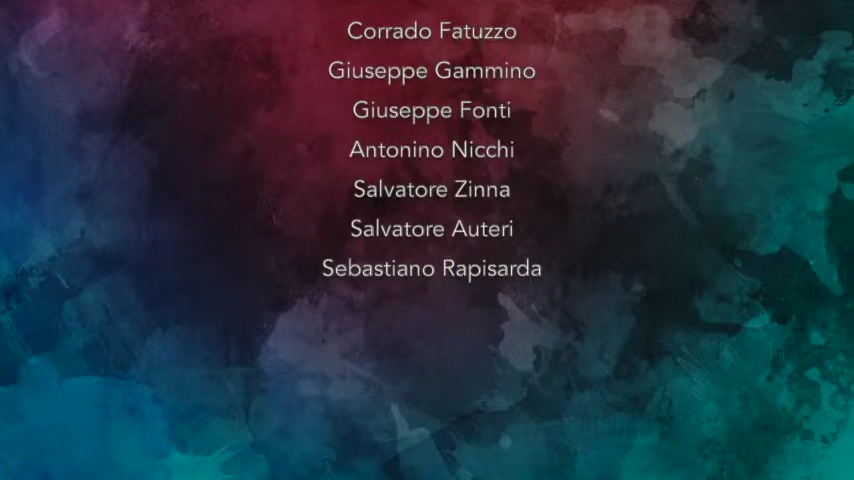 Corrado Fatuzzo
Giuseppe Gammino
Giuseppe Fonti
Antonino Nicchi
Salvatore Zinna
Salvatore Auteri
Sebastiano Rapisarda